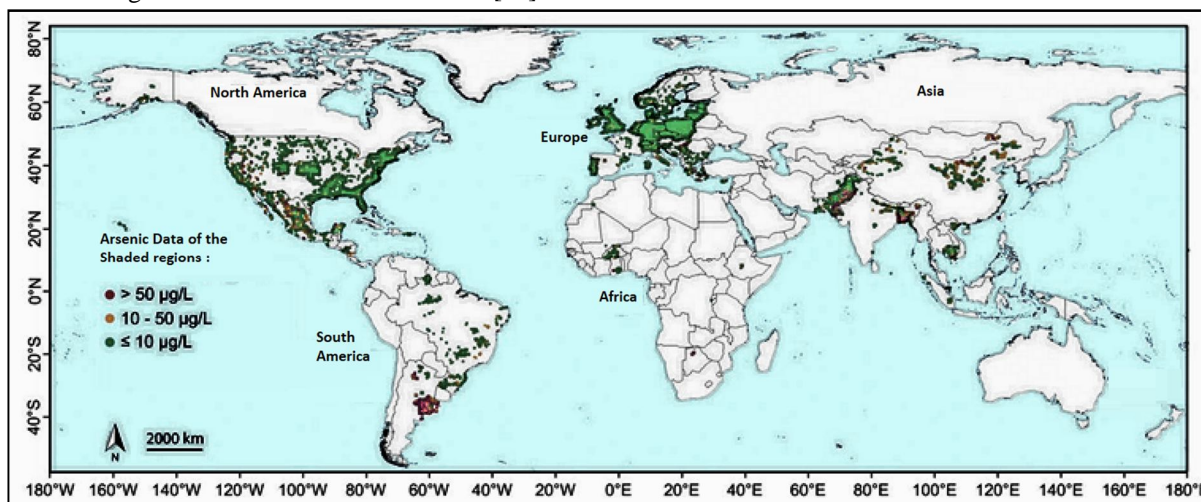 80°N
60°N
40°N
20°N
0°N
20°S
40°S
North America
Asia
Europe
Arsenic Data of the
Shaded regions :
> 50 µg/L
10 - 50 µg/L
≤ 10 µg/L
Africa
South
America
N
2000 km
180°W 160°W 140°W 120°W 100°W 80°W 60°W 40°W 20°W 0°E 20°E 40°E 60°E 80°E 100°E 120°E 140°E 160°E 180°E